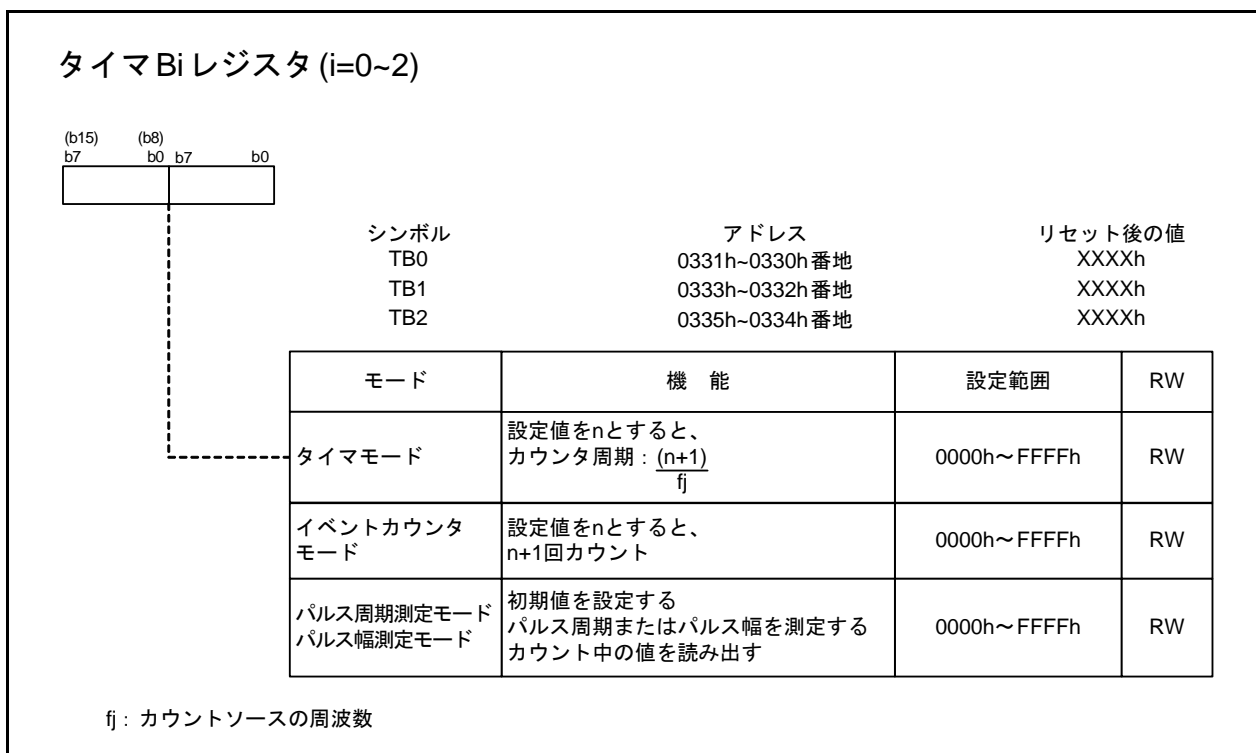 タイマBiレジスタ(i=0~2)
(b15) (b8)
b7 b0 b7 b0
シンボル アドレス リセット後の値
TB0 0331h~0330h番地 XXXXh
TB1 0333h~0332h番地 XXXXh
TB2 0335h~0334h番地 XXXXh
モード 機 能 設定範囲 RW
タイマモード
設定値をnとすると、
カウンタ周期:(n+1)
fj
0000h～FFFFh RW
イベントカウンタ
モード
設定値をnとすると、
n+1回カウント
0000h～FFFFh RW
パルス周期測定モード
パルス幅測定モード
初期値を設定する
パルス周期またはパルス幅を測定する
カウント中の値を読み出す
0000h～FFFFh RW
fj:カウントソースの周波数